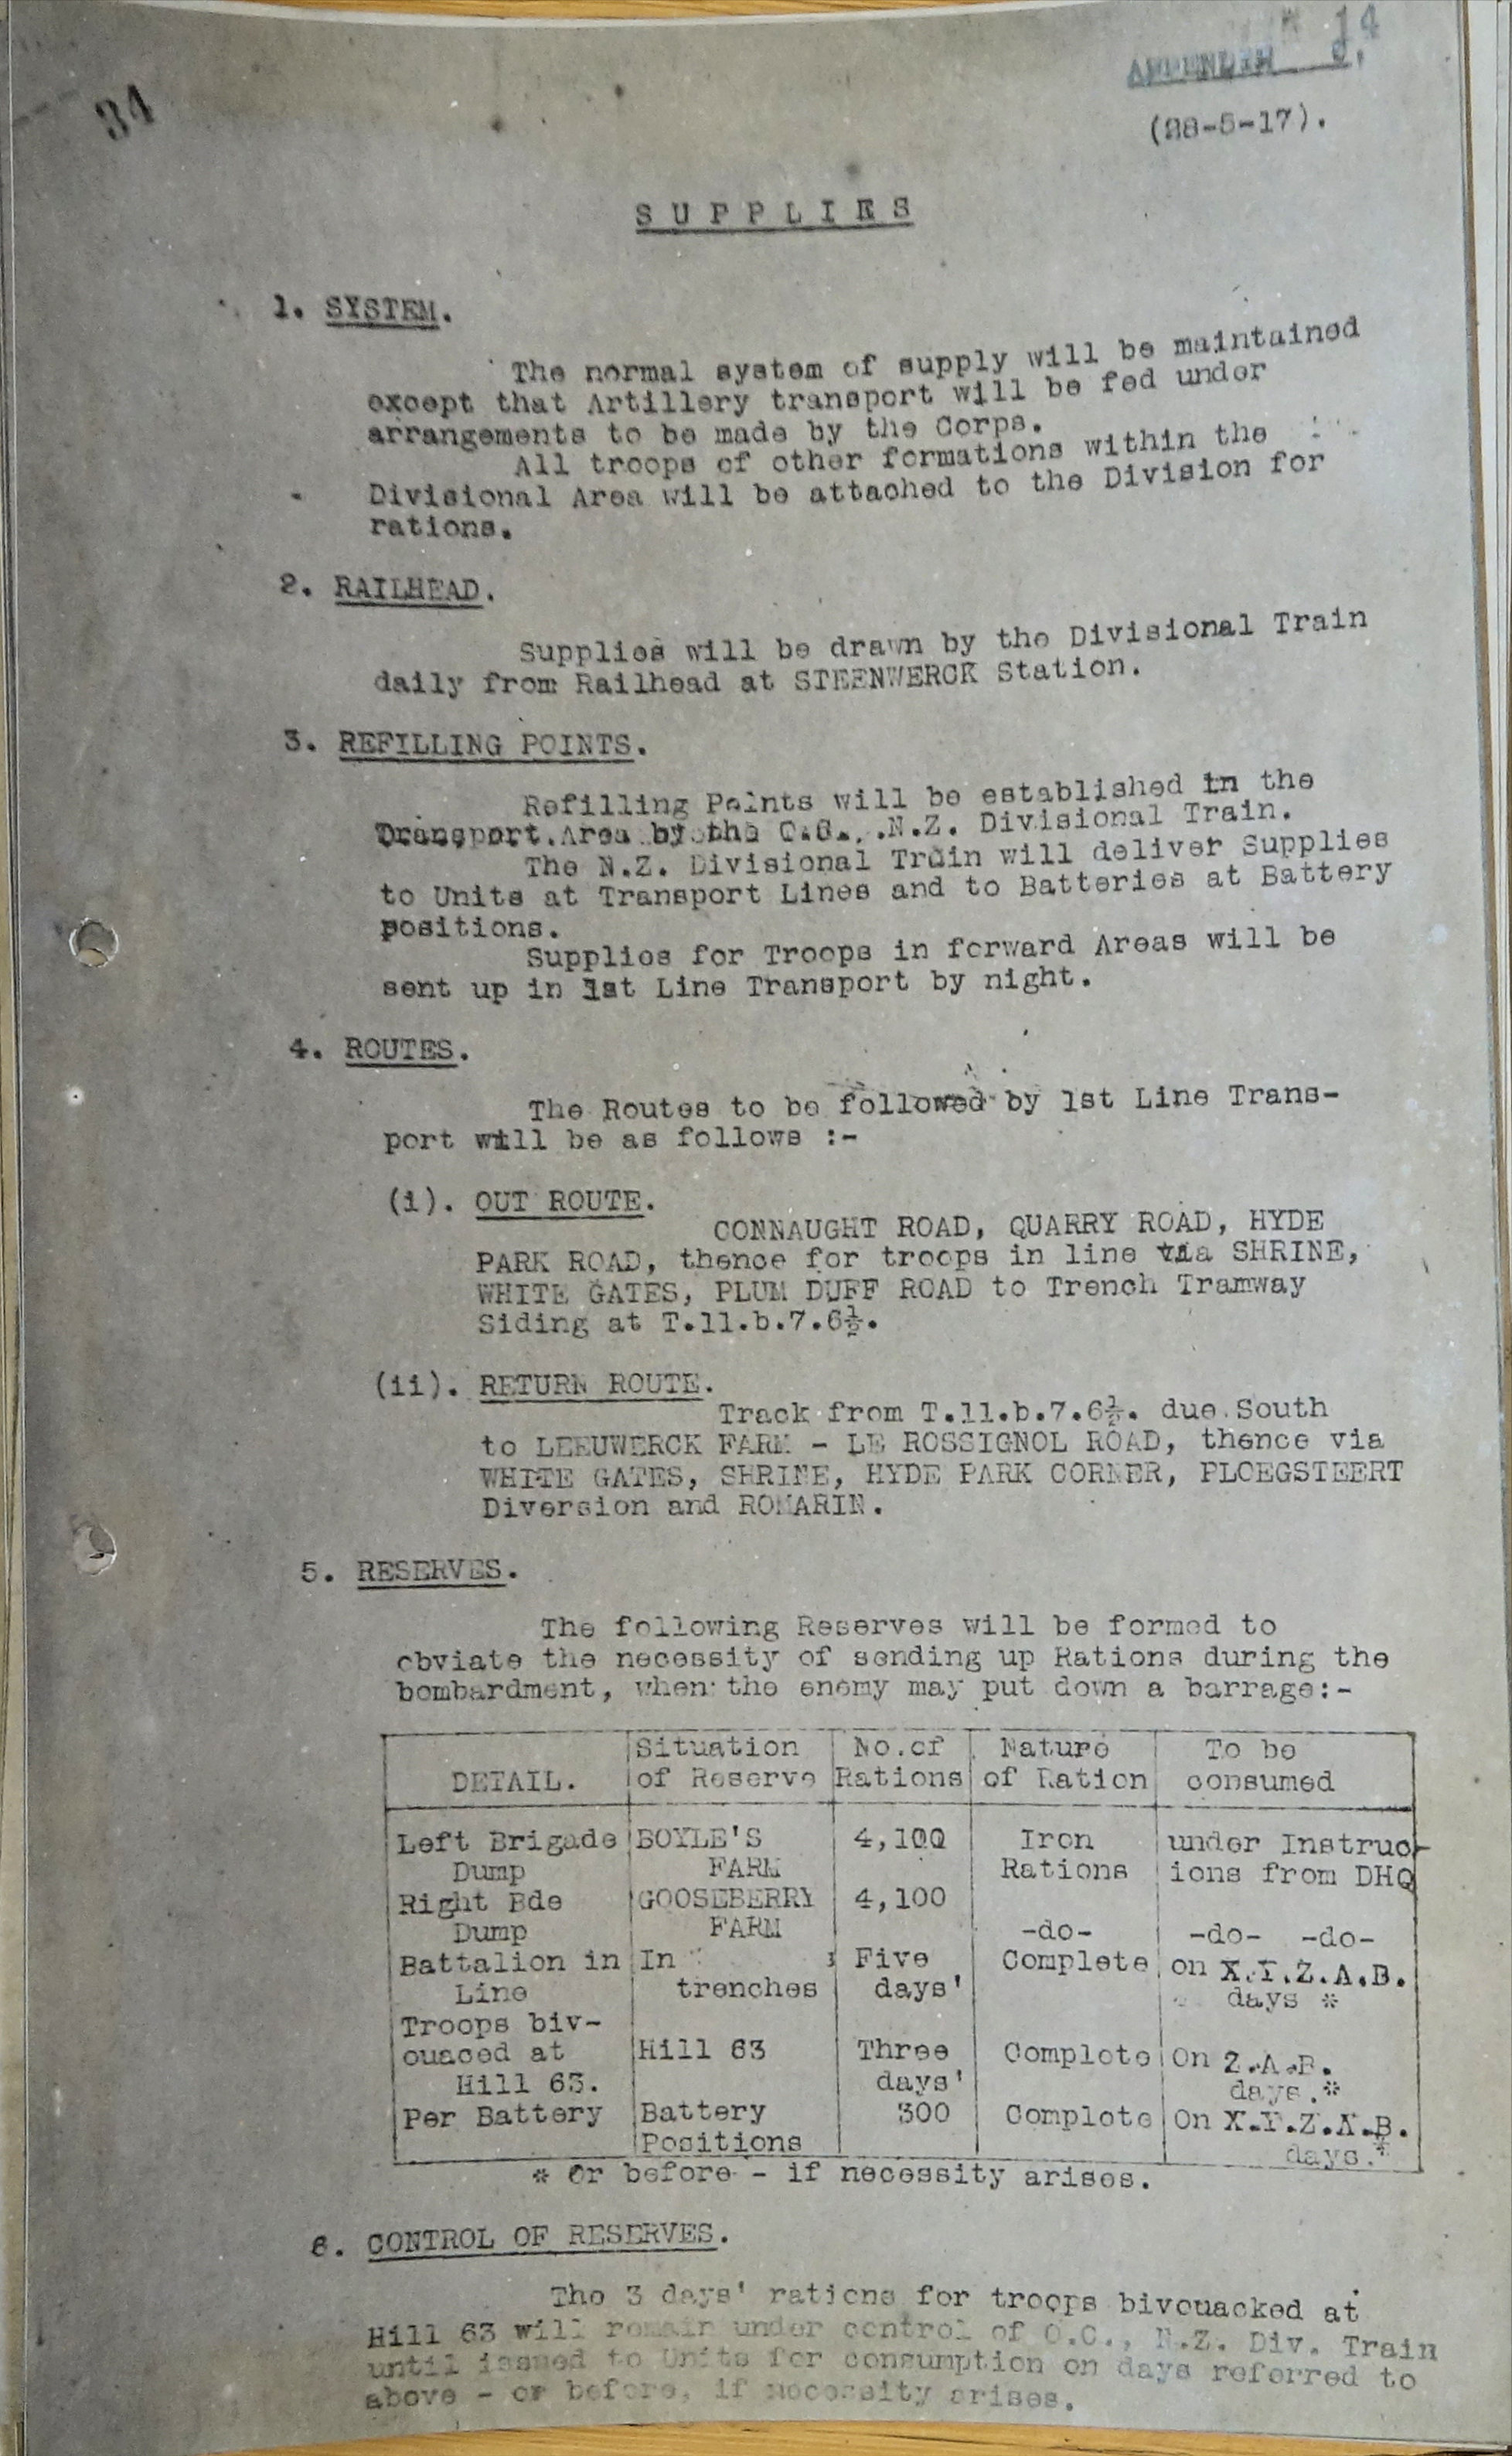 14
34
APPENDIX C.
(28-5-17).
SUPPLIES
1. SYSTEM.
The normal system of supply will be maintained
except that Artillery transport will be fed under
arrangements to be made by the Corps.
All troops of other formations within the
Divisional Area will be attached to the Division for
rations.
2. RAILHEAD.
Supplies will be drawn by the Divisional Train
daily from Railhead at STEENWERCK Station.
3. REFILLING POINTS.
Refilling Points will be established in the
Transport Area by the O.C., N.Z. Divisional Train.
The N.Z. Divisional Train will deliver Supplies
to Units at Transport Lines and to Batteries at Battery
positions.
Supplies for Troops in forward Areas will be
sent up in 1st Line Transport by night.
4. ROUTES.
The Routes to be followed by 1st Line Trans-
port will be as follows :-
(i). OUT ROUTE.
CONNAUGHT ROAD, QUARRY ROAD, HYDE
PARK ROAD, thence for troops in line via SHRINE,
WHITE GATES, PLUM DUFF ROAD to Trench Tramway
Siding at T.11.b.7.6½.
(ii). RETURN ROUTE.
Track from T.11.b.7.6½. due South
to LEEUWERCK FARM - LE ROSSIGNOL ROAD, thence via
WHITE GATES, SHRINE, HYDE PARK CORNER, PLOEGSTEERT
Diversion and ROMARIN.
5. RESERVES.
The following Reserves will be formed to
obviate the necessity of sending up Rations during the
bombardment, when the enemy may put down a barrage:-
Situation No.of Nature To be
DETAIL. of Reserve Rations of Ration consumed
Left Brigade BOYLE'S 4,100 Iron under Instruc-
Dump FARM Rations ions from DHQ
Right Bde GOOSEBERRY 4,100
Dump FARM -do- -do- -do-
Battalion in In Five Complete on X.Y.Z.A.B.
Line trenches days' days *
Troops biv-
ouaced at Hill 63 Three Complete On Z.A.B.
Hill 63. days' days.*
Per Battery Battery 300 Complete On X.Y.Z.A.B.
Positions days.*
* Or before - if necessity arises.
6. CONTROL OF RESERVES.
The 3 days' rations for troops bivouacked at
Hill 63 will remain under control of O.C., N.Z. Div. Train
until issued to Units for consumption on days referred to
above - or before, if necessity arises.